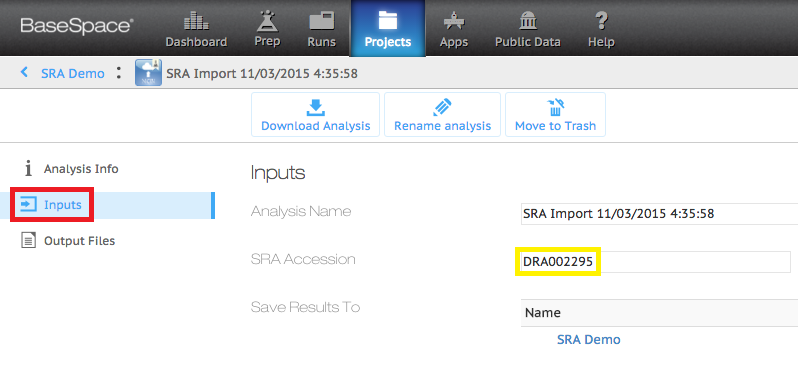 BaseSpace®
Dashboard Prep Runs Projects Apps Public Data Help
SRA Demo : SRA Import 11/03/2015 4:35:58
Download Analysis Rename analysis Move to Trash
Analysis Info
Inputs
Output Files
Inputs
Analysis Name SRA Import 11/03/2015 4:35:58
SRA Accession DRA002295
Save Results To Name
SRA Demo